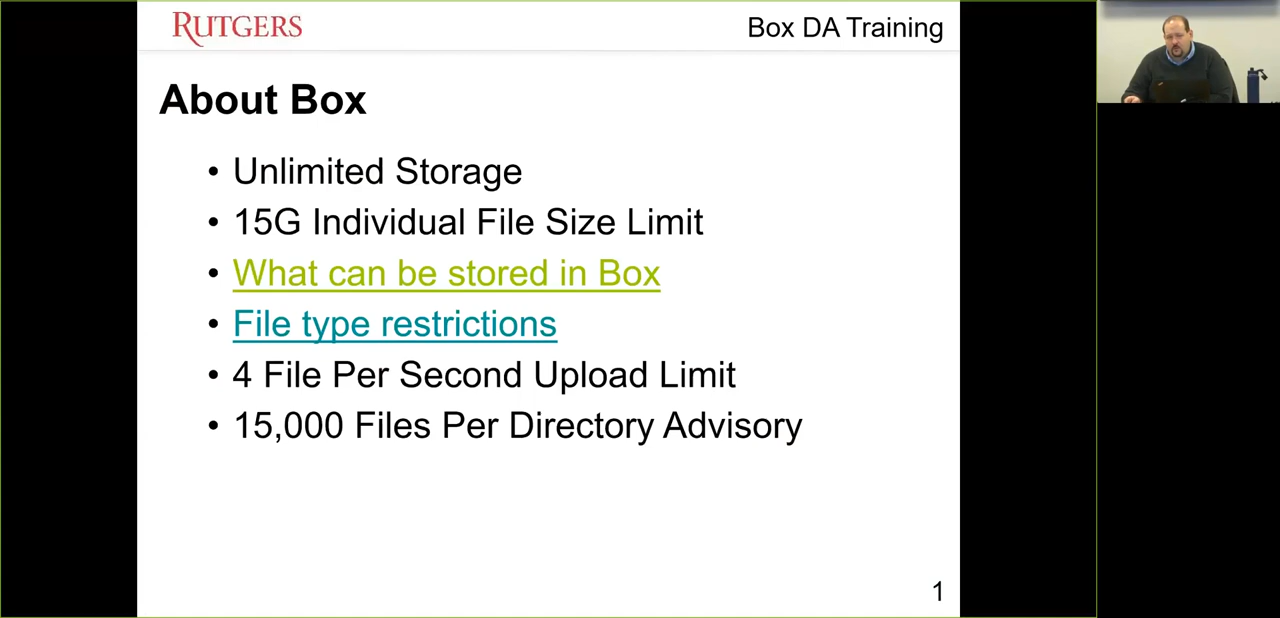 RUTGERS
Box DA Training
About Box
• Unlimited Storage
• 15G Individual File Size Limit
• What can be stored in Box
• File type restrictions
• 4 File Per Second Upload Limit
• 15,000 Files Per Directory Advisory
1